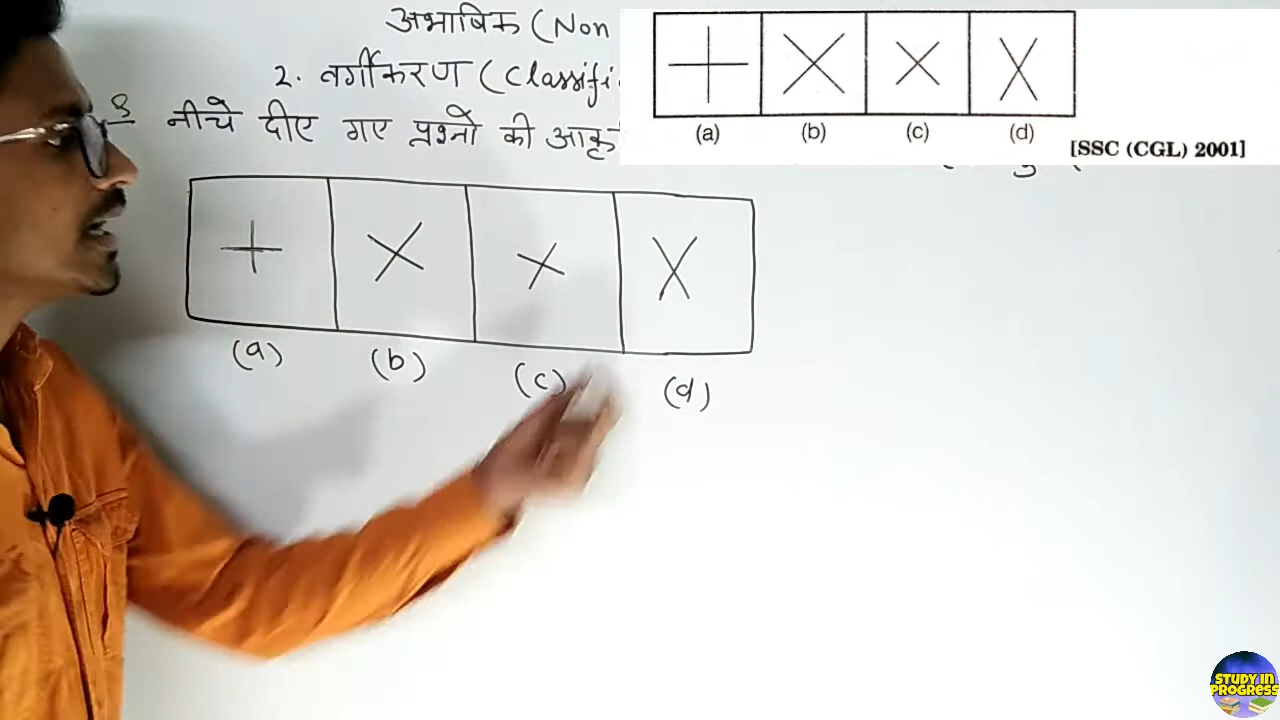 अभाषिक (Non
2. वर्गीकरण (Classifi
8 नीचे दीए गए प्रश्नो की आकृ
(a) (b) (c) (d)
[SSC (CGL) 2001]
(a) (b) (c) (d)
STUDY IN
PROGRESS